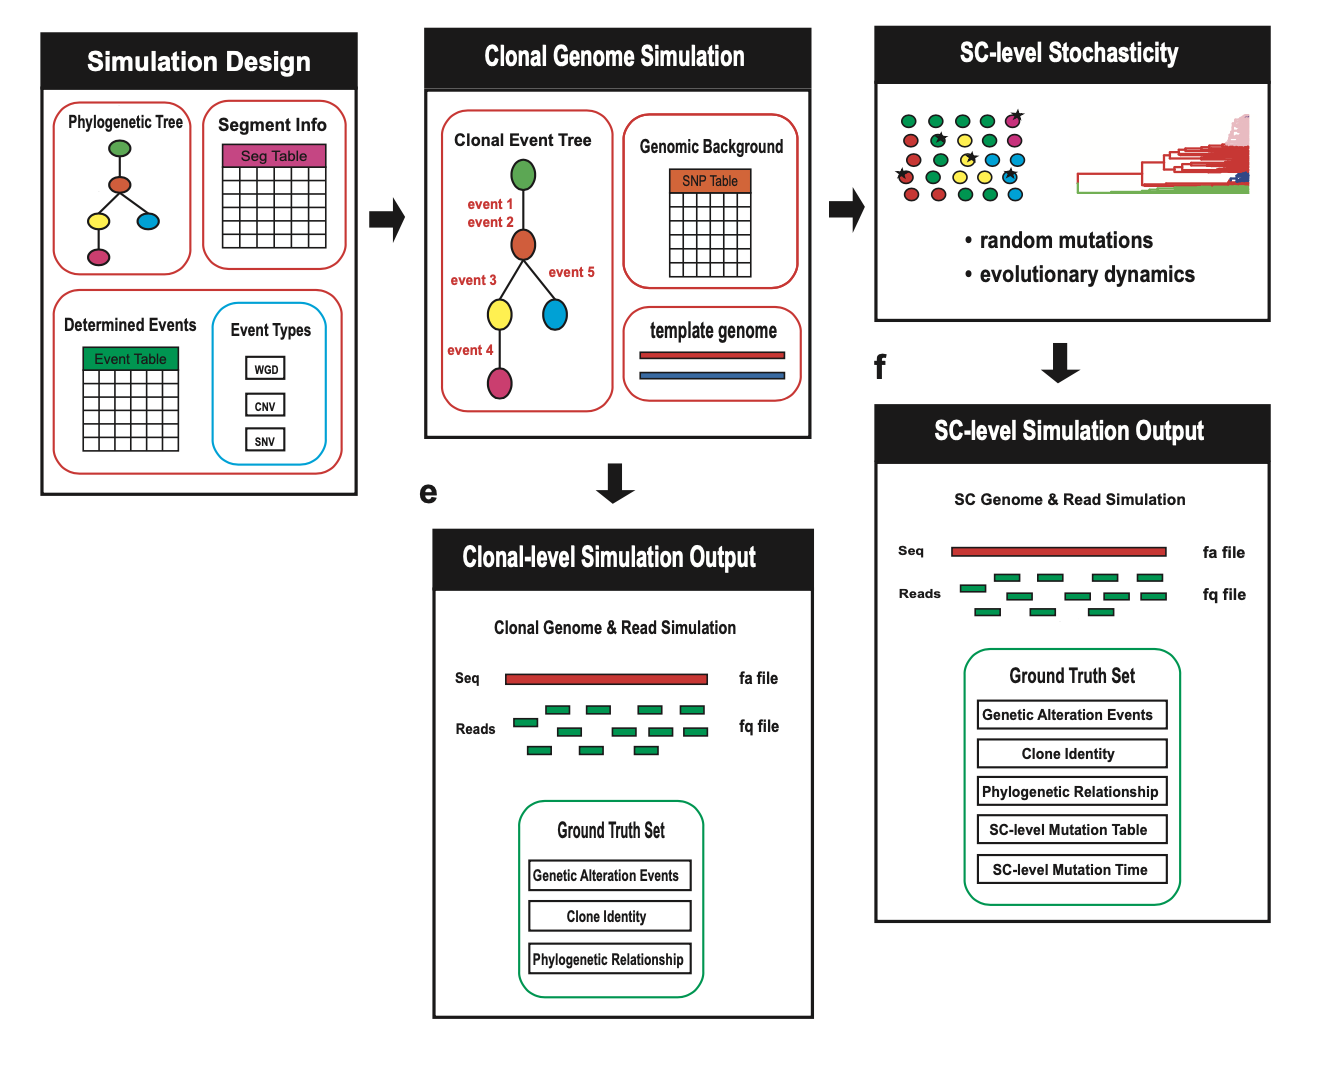 Simulation Design
Phylogenetic Tree
Segment Info
Seg Table
Determined Events
Event Table
Event Types
WGD
CNV
SNV
Clonal Genome Simulation
Clonal Event Tree
event 1
event 2
event 3
event 5
event 4
Genomic Background
SNP Table
template genome
SC-level Stochasticity
• random mutations
• evolutionary dynamics
e
Clonal-level Simulation Output
Clonal Genome & Read Simulation
Seq
fa file
Reads
fq file
Ground Truth Set
Genetic Alteration Events
Clone Identity
Phylogenetic Relationship
f
SC-level Simulation Output
SC Genome & Read Simulation
Seq
fa file
Reads
fq file
Ground Truth Set
Genetic Alteration Events
Clone Identity
Phylogenetic Relationship
SC-level Mutation Table
SC-level Mutation Time